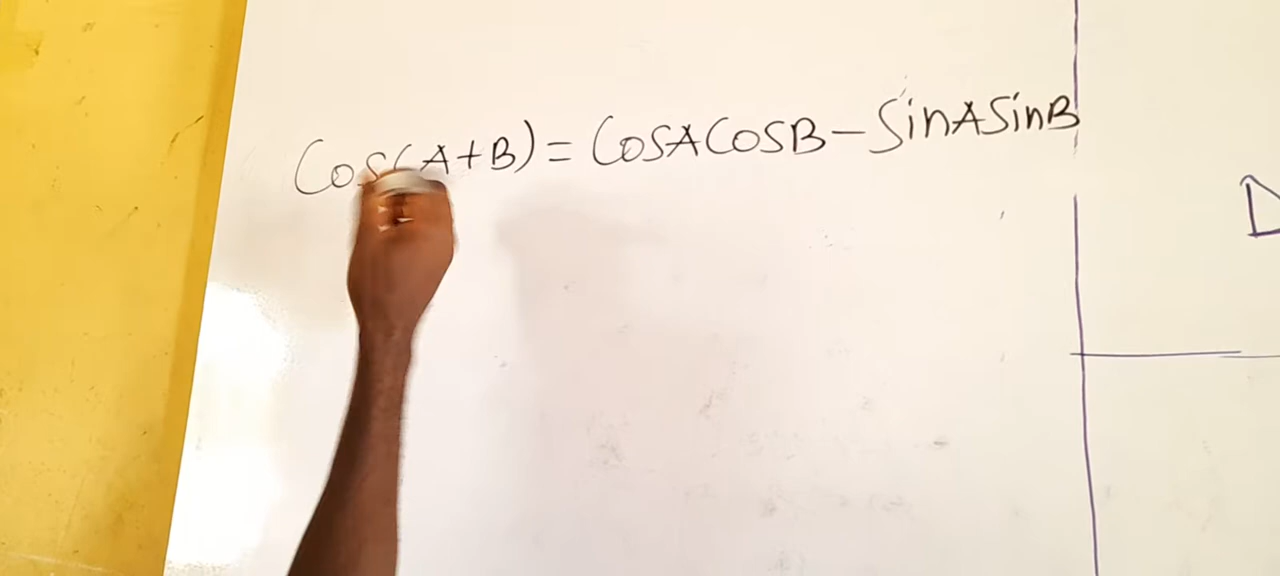 Cos(A+B) = CosACosB - SinASinB
D